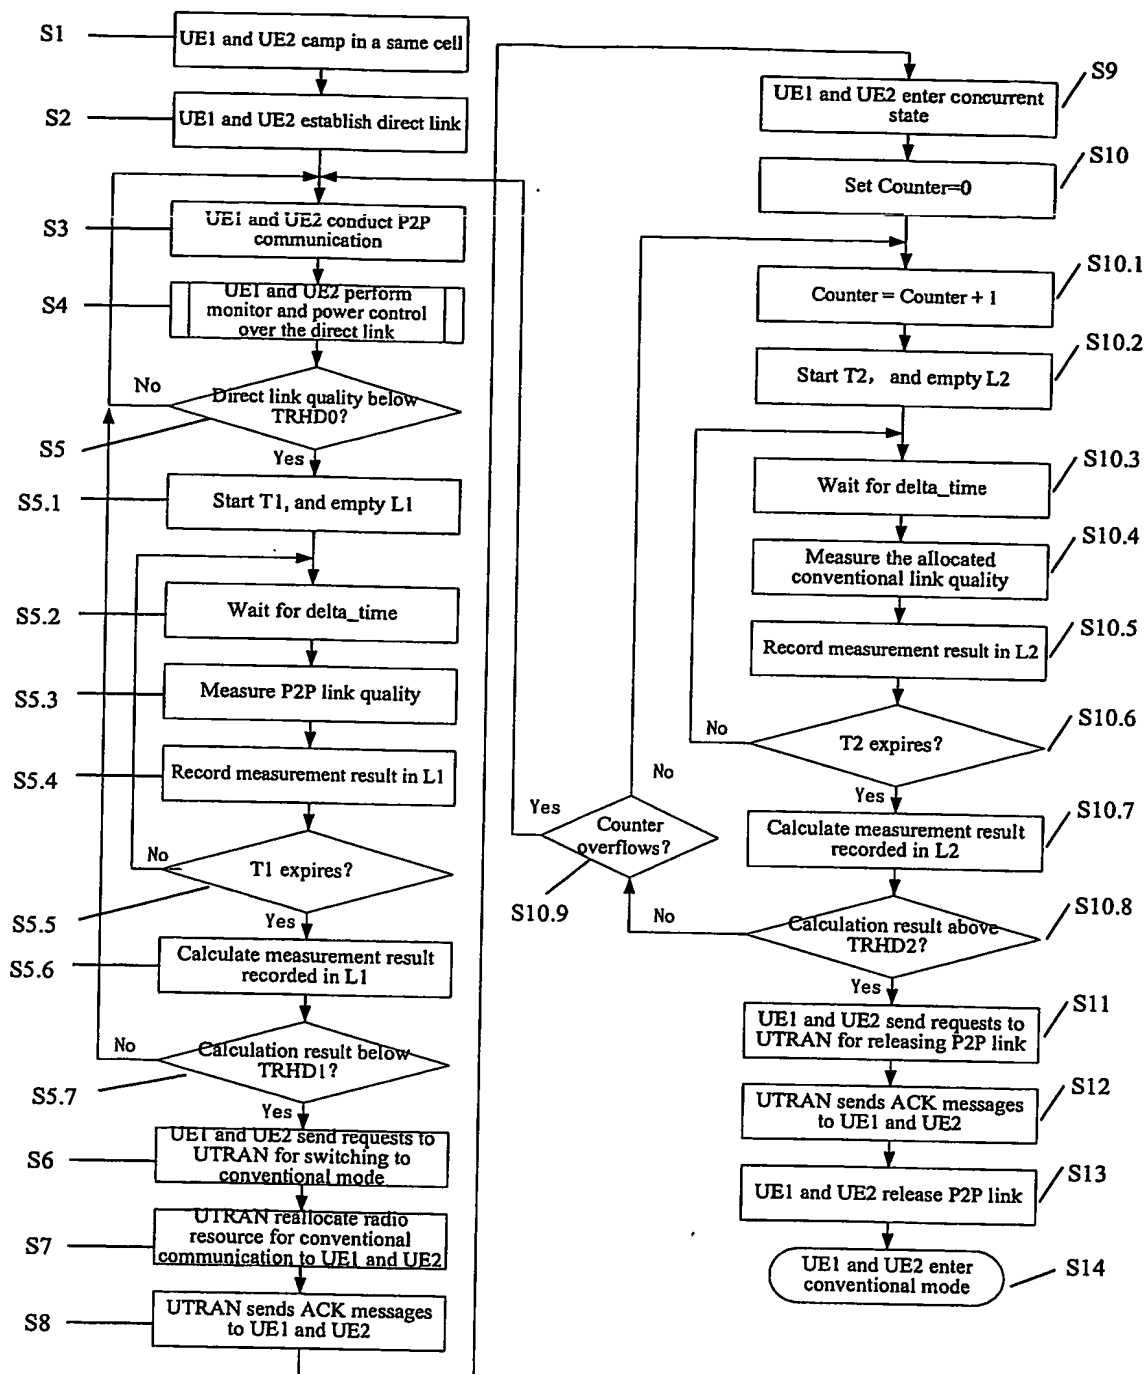 S1
UE1 and UE2 camp in a same cell
S2
UE1 and UE2 establish direct link
S3
UE1 and UE2 conduct P2P
communication
S4
UE1 and UE2 perform
monitor and power control
over the direct link
No
Direct link quality below
TRHD0?
S5
Yes
S5.1
Start T1, and empty L1
S5.2
Wait for delta_time
S5.3
Measure P2P link quality
S5.4
Record measurement result in L1
No
T1 expires?
S5.5
Yes
S5.6
Calculate measurement result
recorded in L1
No
Calculation result below
TRHD1?
S5.7
Yes
S6
UE1 and UE2 send requests to
UTRAN for switching to
conventional mode
S7
UTRAN reallocate radio
resource for conventional
communication to UE1 and UE2
S8
UTRAN sends ACK messages
to UE1 and UE2
S9
UE1 and UE2 enter concurrent
state
S10
Set Counter=0
S10.1
Counter = Counter + 1
S10.2
Start T2, and empty L2
S10.3
Wait for delta_time
S10.4
Measure the allocated
conventional link quality
S10.5
Record measurement result in L2
No
T2 expires?
S10.6
Yes
S10.7
Calculate measurement result
recorded in L2
No
Yes
Counter
overflows?
S10.9
No
Calculation result above
TRHD2?
S10.8
Yes
S11
UE1 and UE2 send requests to
UTRAN for releasing P2P link
S12
UTRAN sends ACK messages
to UE1 and UE2
S13
UE1 and UE2 release P2P link
UE1 and UE2 enter
conventional mode
S14